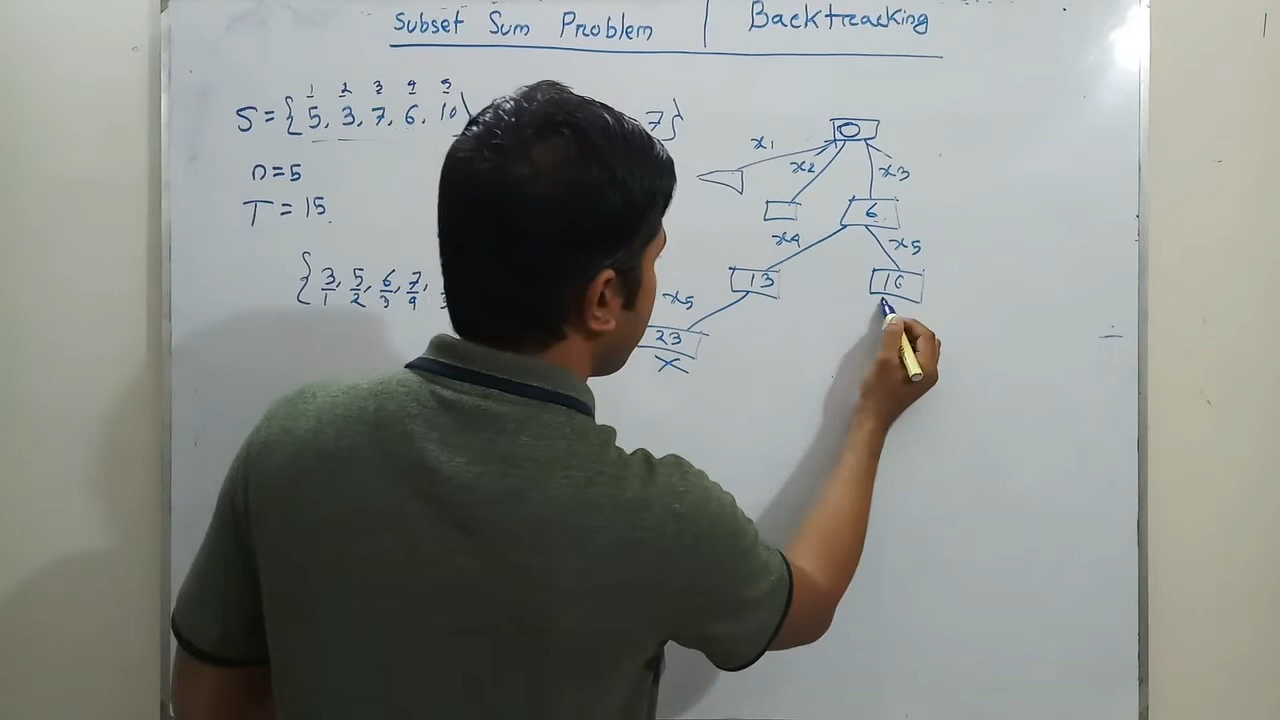 Subset Sum Problem | Backtracking
1 2 3 4 5
S = { 5, 3, 7, 6, 10
7}
n = 5
T = 15
{ 3, 5, 6, 7,
1 2 3 4
0
x1 x2 x3
6
x4 x5
13 16
x5
23
X